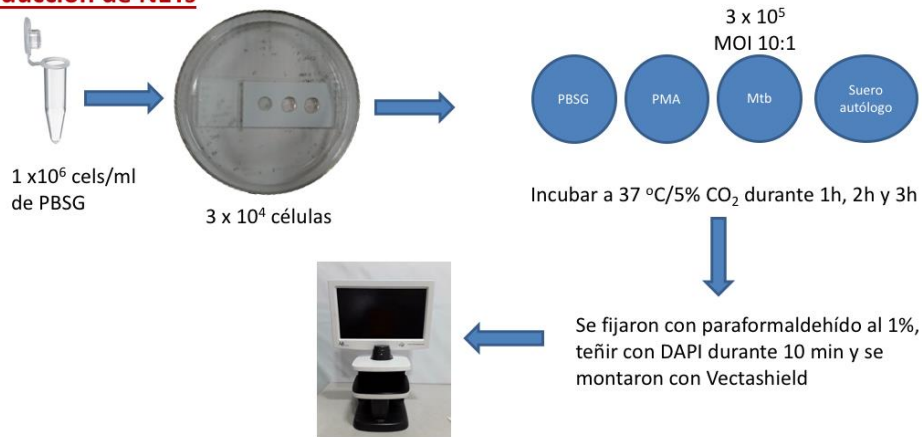 de NETs
1 x10⁶ cels/ml
de PBSG
3 x 10⁴ células
3 x 10⁵
MOI 10:1
PBSG
PMA
Mtb
Suero
autólogo
Incubar a 37 ºC/5% CO₂ durante 1h, 2h y 3h
Se fijaron con paraformaldehído al 1%,
teñir con DAPI durante 10 min y se
montaron con Vectashield